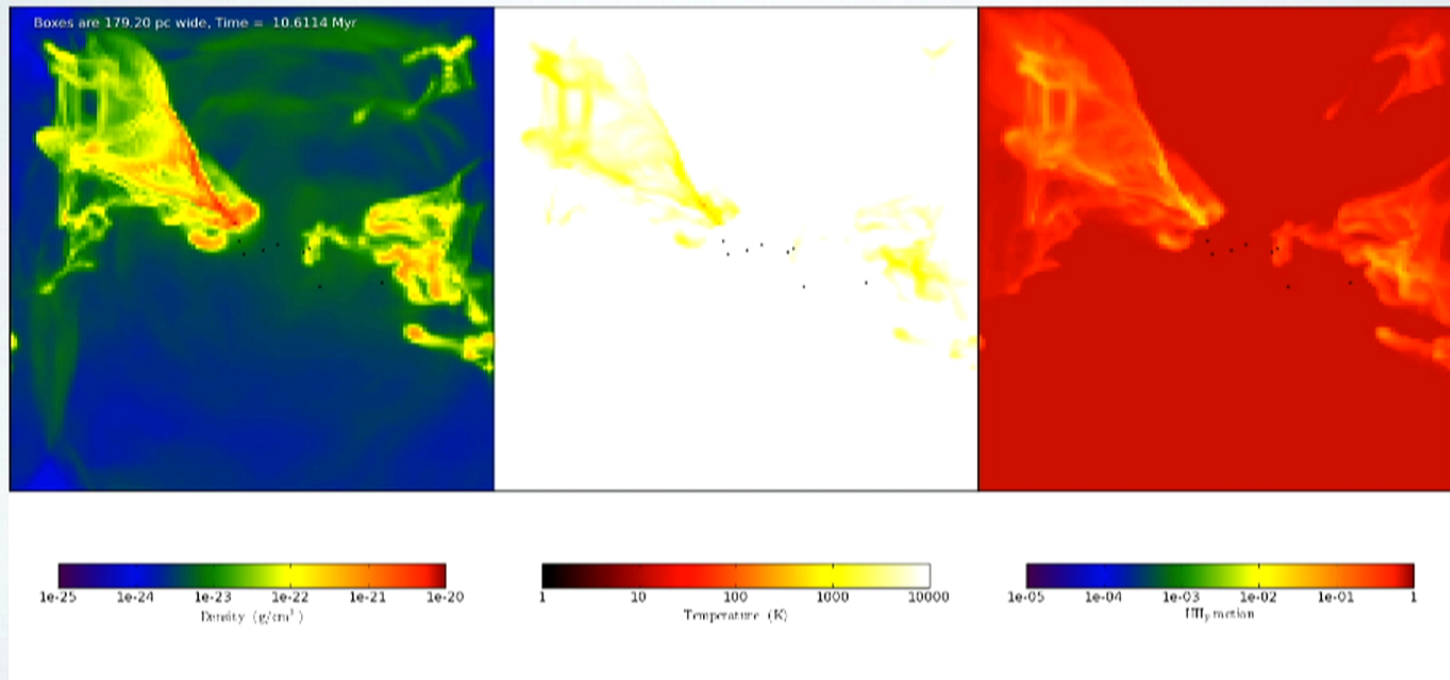 Boxes are 179.20 pc wide, Time = 10.6114 Myr
1e-25 1e-24 1e-23 1e-22 1e-21 1e-20
Density (g/cm³)
1 10 100 1000 10000
Temperature (K)
1e-05 1e-04 1e-03 1e-02 1e-01 1